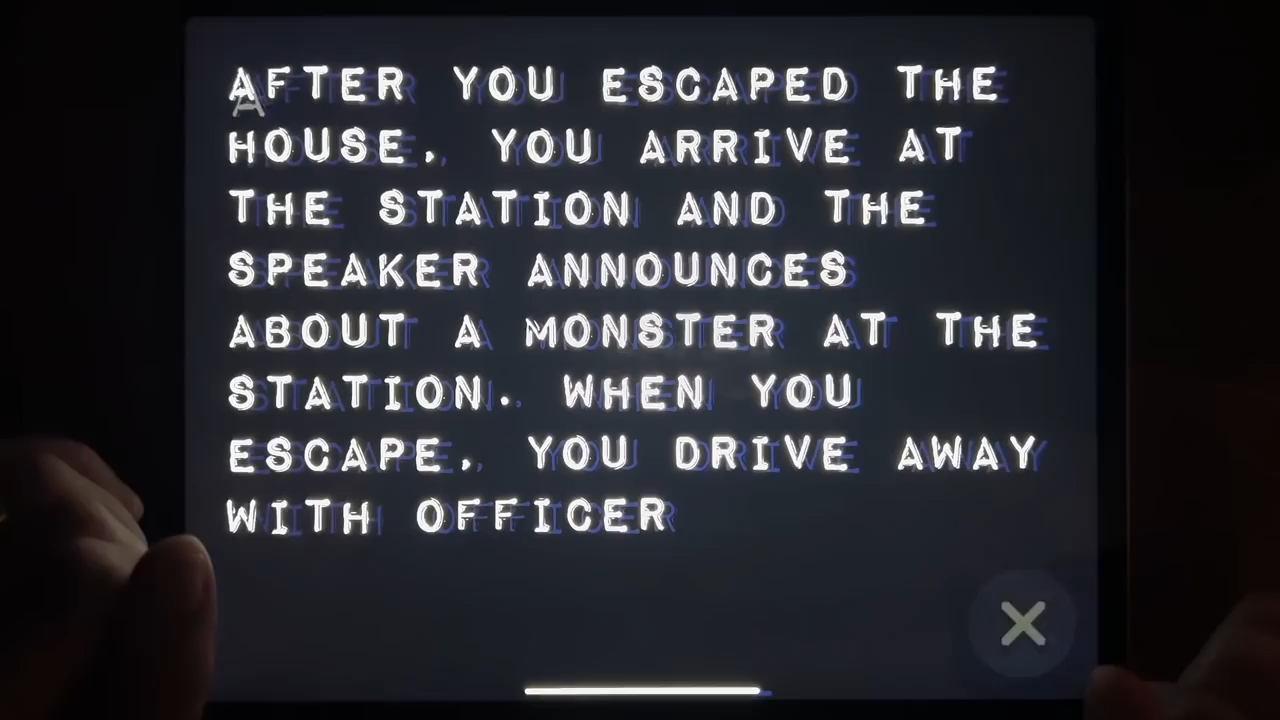 AFTER YOU ESCAPED THE
HOUSE, YOU ARRIVE AT
THE STATION AND THE
SPEAKER ANNOUNCES
ABOUT A MONSTER AT THE
STATION. WHEN YOU
ESCAPE, YOU DRIVE AWAY
WITH OFFICER